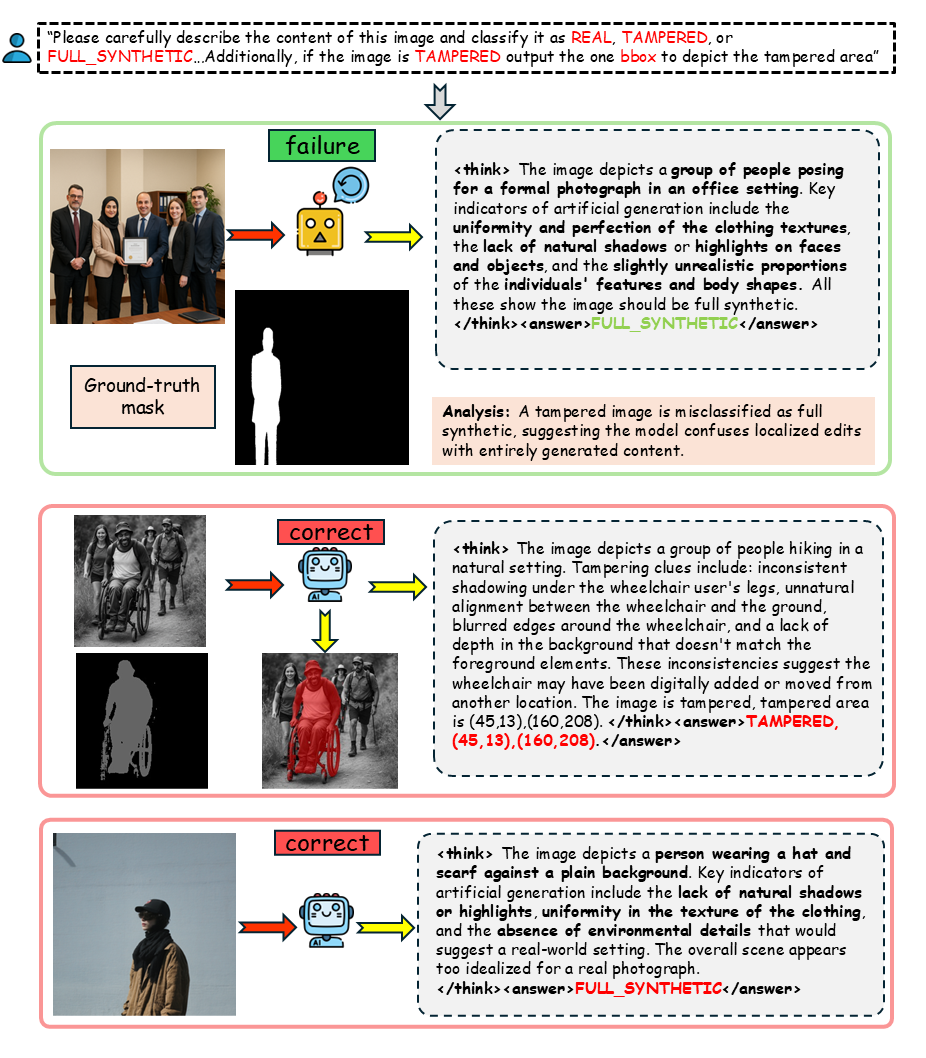 “Please carefully describe the content of this image and classify it as REAL, TAMPERED, or
FULL_SYNTHETIC...Additionally, if the image is TAMPERED output the one bbox to depict the tampered area”
failure
<think> The image depicts a group of people posing
for a formal photograph in an office setting. Key
indicators of artificial generation include the
uniformity and perfection of the clothing textures,
the lack of natural shadows or highlights on faces
and objects, and the slightly unrealistic proportions
of the individuals' features and body shapes. All
these show the image should be full synthetic.
</think><answer>FULL_SYNTHETIC</answer>
Ground-truth
mask
Analysis: A tampered image is misclassified as full
synthetic, suggesting the model confuses localized edits
with entirely generated content.
correct
AI
<think> The image depicts a group of people hiking in a
natural setting. Tampering clues include: inconsistent
shadowing under the wheelchair user's legs, unnatural
alignment between the wheelchair and the ground,
blurred edges around the wheelchair, and a lack of
depth in the background that doesn't match the
foreground elements. These inconsistencies suggest the
wheelchair may have been digitally added or moved from
another location. The image is tampered, tampered area
is (45,13),(160,208). </think><answer>TAMPERED,
(45,13),(160,208).</answer>
correct
AI
<think> The image depicts a person wearing a hat and
scarf against a plain background. Key indicators of
artificial generation include the lack of natural shadows
or highlights, uniformity in the texture of the clothing,
and the absence of environmental details that would
suggest a real-world setting. The overall scene appears
too idealized for a real photograph.
</think><answer>FULL_SYNTHETIC</answer>